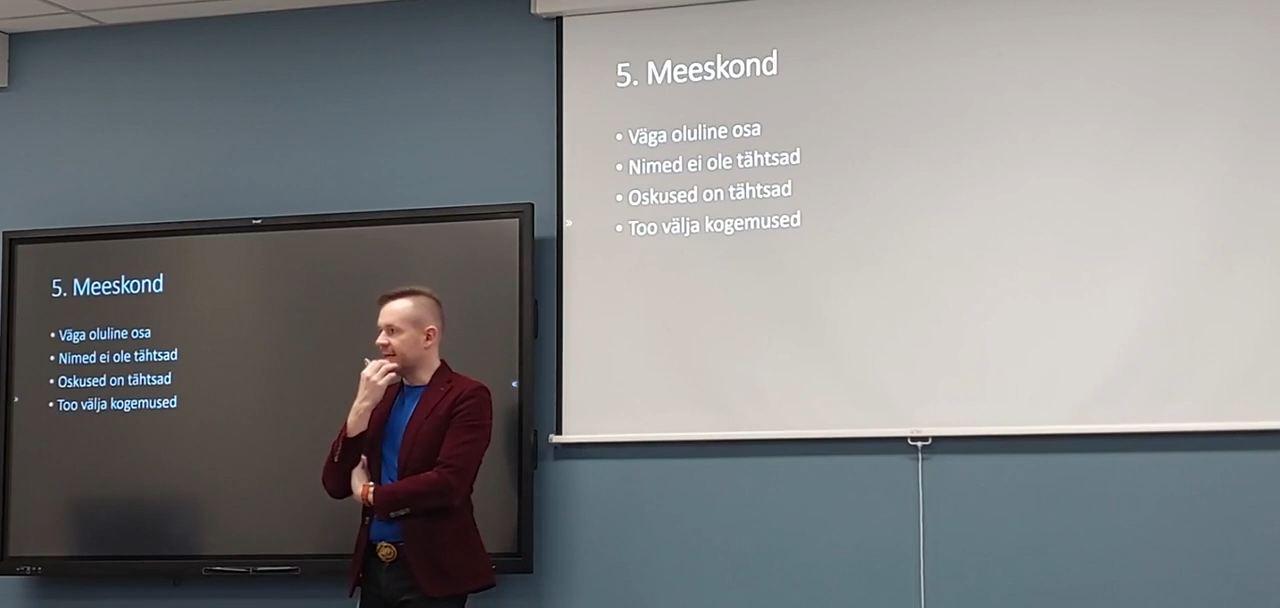 5. Meeskond
• Väga oluline osa
• Nimed ei ole tähtsad
• Oskused on tähtsad
• Too välja kogemused
5. Meeskond
• Väga oluline osa
• Nimed ei ole tähtsad
• Oskused on tähtsad
• Too välja kogemused